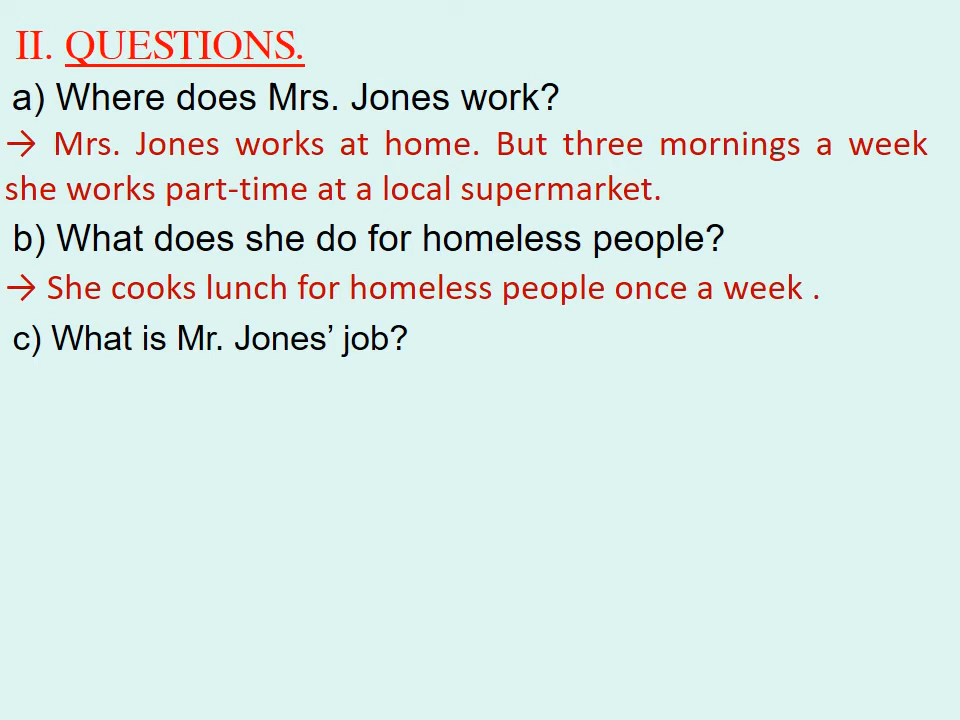 II. QUESTIONS.
a) Where does Mrs. Jones work?
→ Mrs. Jones works at home. But three mornings a week
she works part-time at a local supermarket.
b) What does she do for homeless people?
→ She cooks lunch for homeless people once a week .
c) What is Mr. Jones’ job?